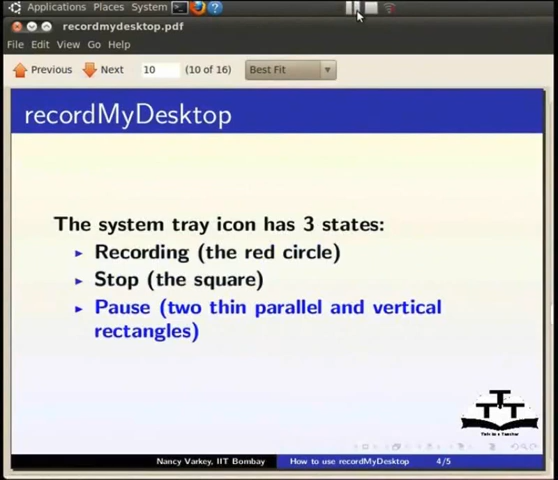 Applications Places System
recordmydesktop.pdf
File Edit View Go Help
Previous Next 10 (10 of 16) Best Fit
recordMyDesktop
The system tray icon has 3 states:
Recording (the red circle)
Stop (the square)
Pause (two thin parallel and vertical
rectangles)
TTT
Nancy Varkey, IIT Bombay How to use recordMyDesktop 4/5